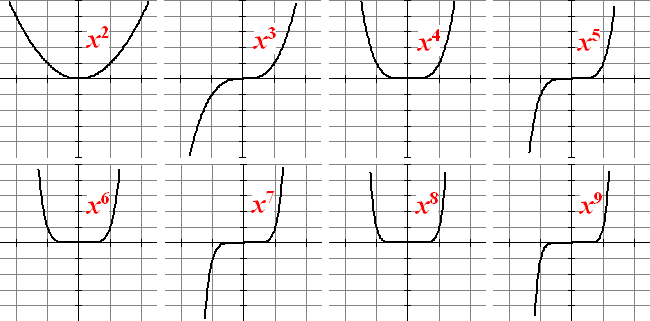 x² x³ x⁴ x⁵
x⁶ x⁷ x⁸ x⁹